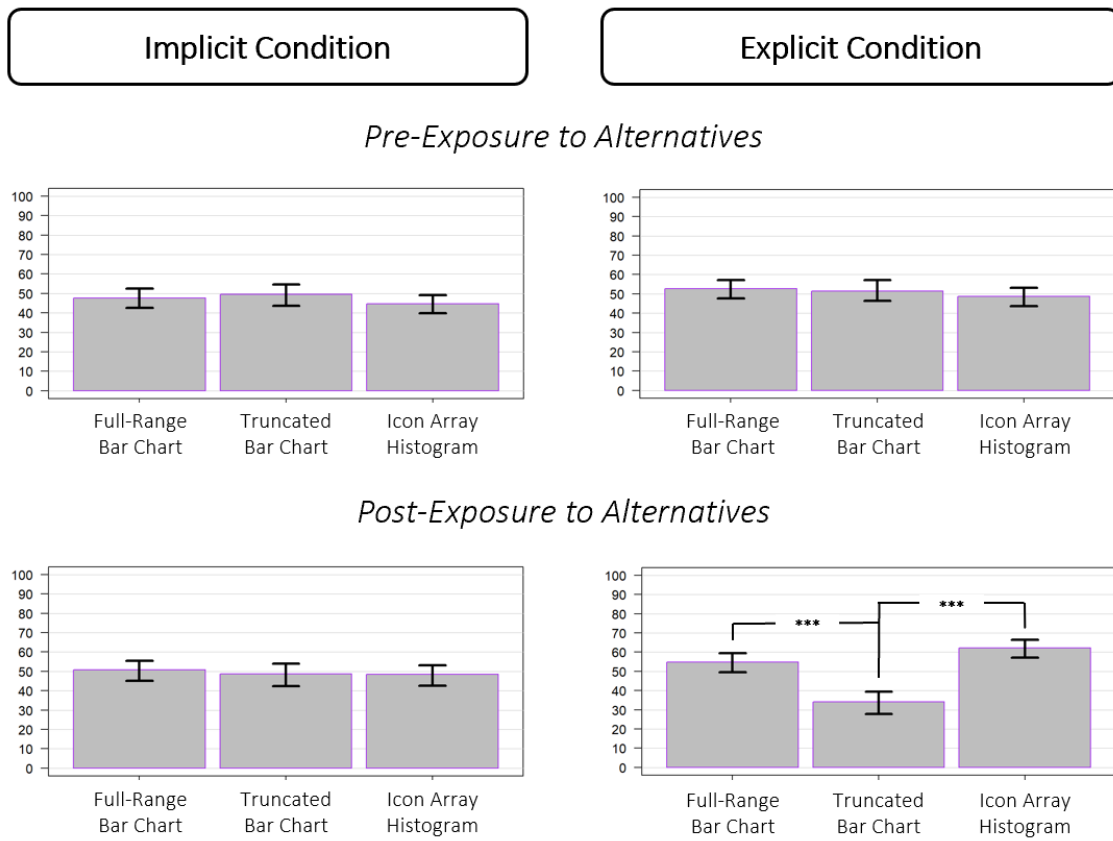 Implicit Condition
Explicit Condition
Pre-Exposure to Alternatives
100
90
80
70
60
50
40
30
20
10
0
Full-Range
Bar Chart
Truncated
Bar Chart
Icon Array
Histogram
100
90
80
70
60
50
40
30
20
10
0
Full-Range
Bar Chart
Truncated
Bar Chart
Icon Array
Histogram
Post-Exposure to Alternatives
100
90
80
70
60
50
40
30
20
10
0
Full-Range
Bar Chart
Truncated
Bar Chart
Icon Array
Histogram
100
90
80
70
60
50
40
30
20
10
0
***
***
Full-Range
Bar Chart
Truncated
Bar Chart
Icon Array
Histogram